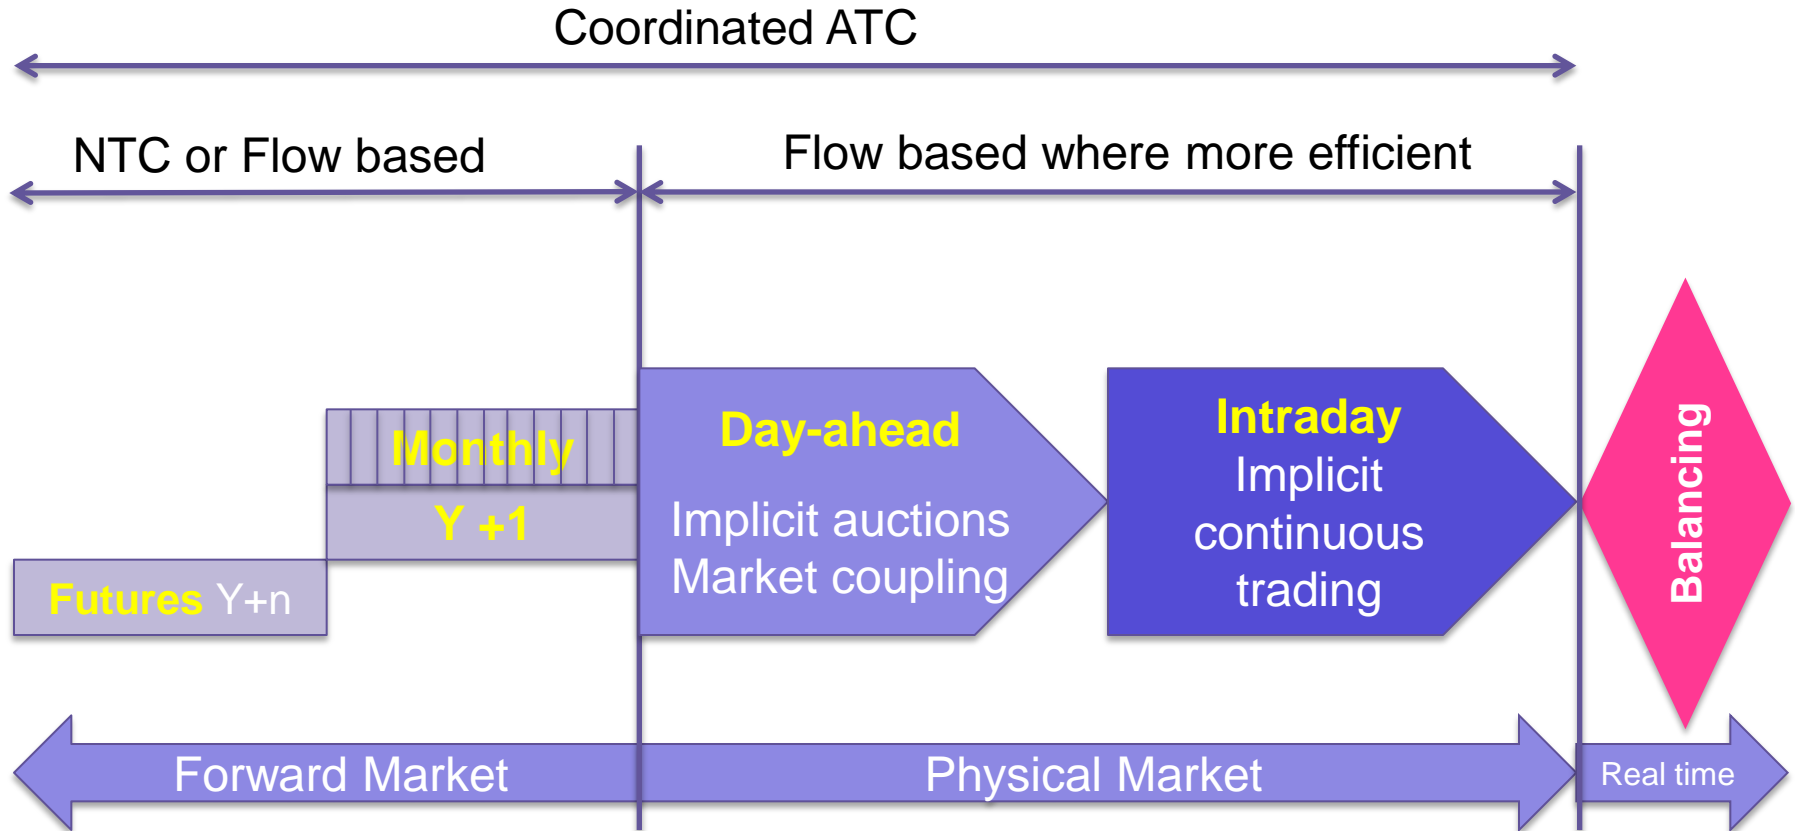 Coordinated ATC
NTC or Flow based
Flow based where more efficient
Monthly
Y +1
Futures Y+n
Day-ahead
Implicit auctions
Market coupling
Intraday
Implicit
continuous
trading
Balancing
Forward Market
Physical Market
Real time